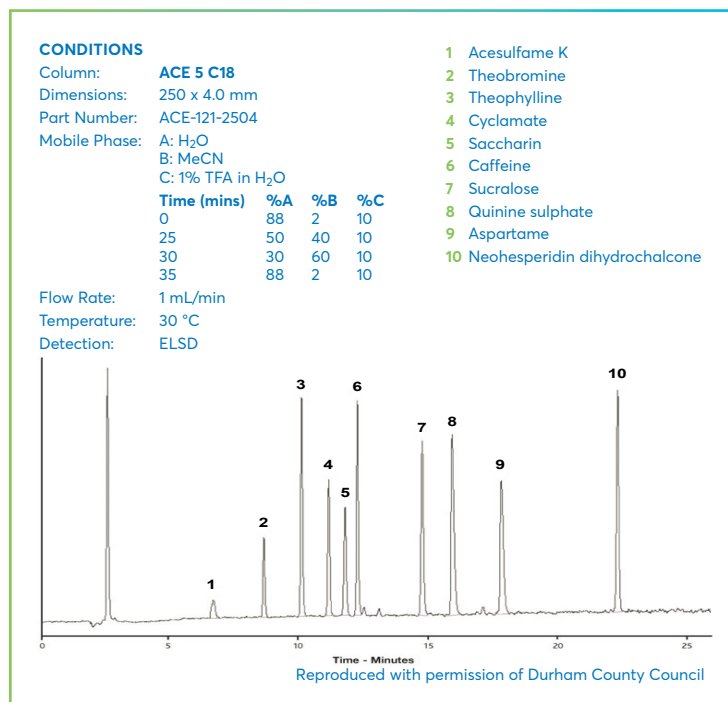 CONDITIONS
Column: ACE 5 C18
Dimensions: 250 x 4.0 mm
Part Number: ACE-121-2504
Mobile Phase: A: H₂O
B: MeCN
C: 1% TFA in H₂O
Time (mins) %A %B %C
0 88 2 10
25 50 40 10
30 30 60 10
35 88 2 10
Flow Rate: 1 mL/min
Temperature: 30 °C
Detection: ELSD
1 Acesulfame K
2 Theobromine
3 Theophylline
4 Cyclamate
5 Saccharin
6 Caffeine
7 Sucralose
8 Quinine sulphate
9 Aspartame
10 Neohesperidin dihydrochalcone
1
2
3
4
5
6
7
8
9
10
0 5 10 15 20 25
Time - Minutes
Reproduced with permission of Durham County Council